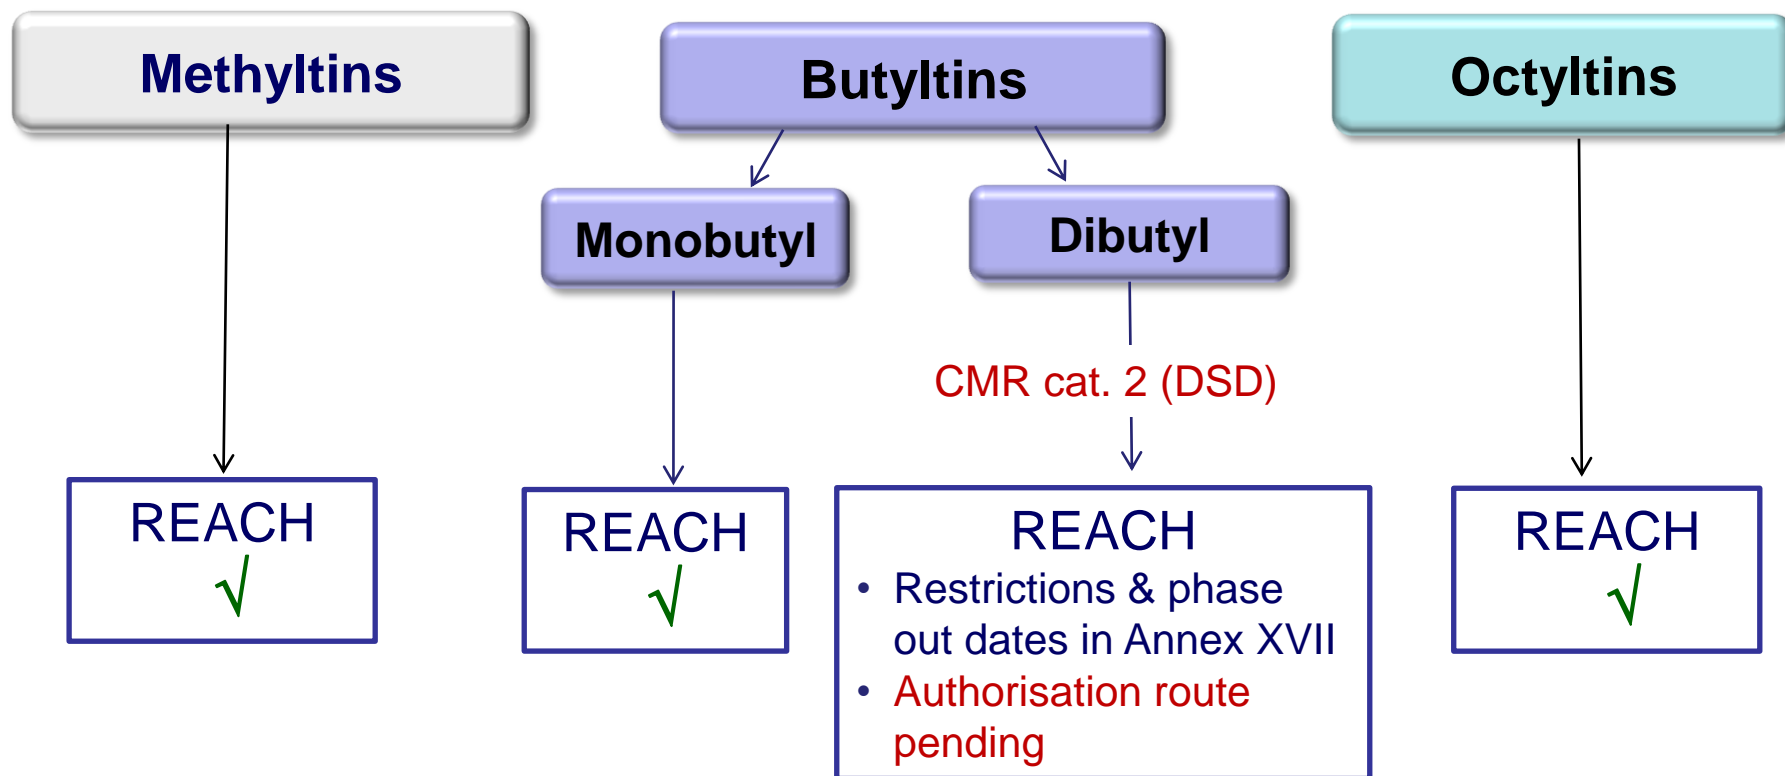 Methyltins
Butyltins
Octyltins
Monobutyl
Dibutyl
CMR cat. 2 (DSD)
REACH
√
REACH
√
REACH
• Restrictions & phase
out dates in Annex XVII
• Authorisation route
pending
REACH
√